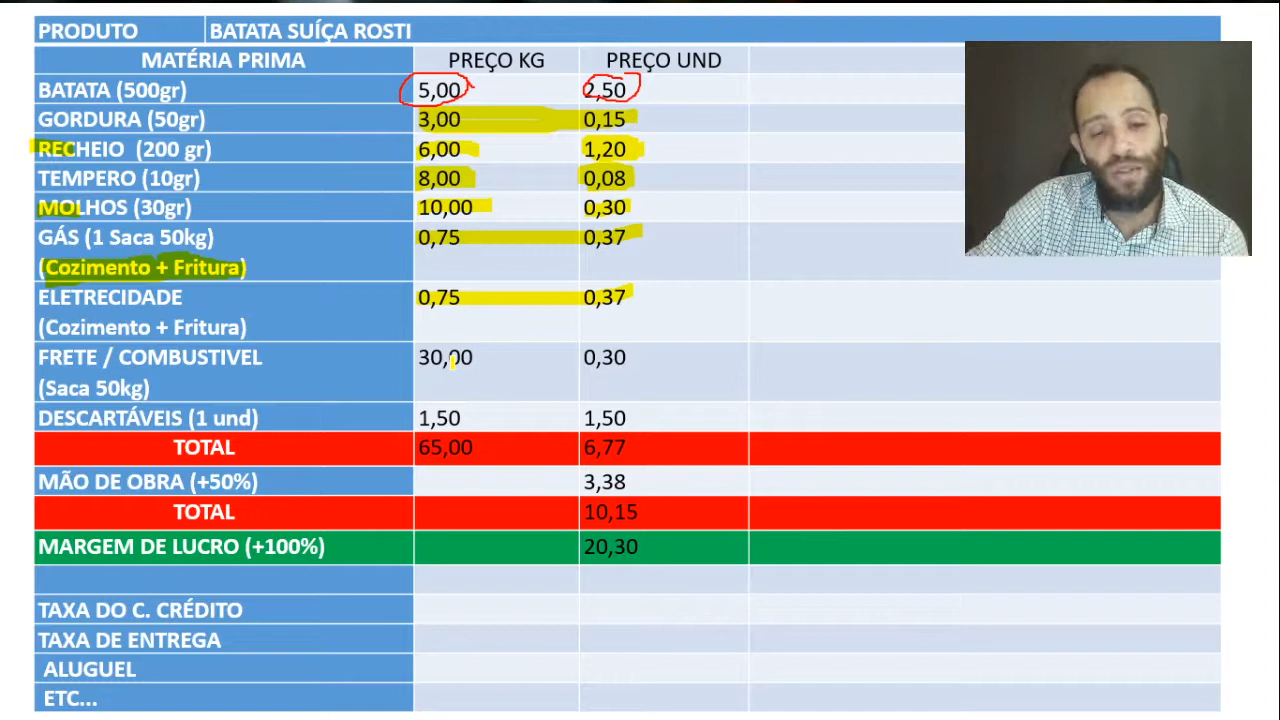 PRODUTO BATATA SUÍÇA ROSTI
MATÉRIA PRIMA PREÇO KG PREÇO UND
BATATA (500gr) 5,00 2,50
GORDURA (50gr) 3,00 0,15
RECHEIO (200 gr) 6,00 1,20
TEMPERO (10gr) 8,00 0,08
MOLHOS (30gr) 10,00 0,30
GÁS (1 Saca 50kg) 0,75 0,37
(Cozimento + Fritura)
ELETRECIDADE 0,75 0,37
(Cozimento + Fritura)
FRETE / COMBUSTIVEL 30,00 0,30
(Saca 50kg)
DESCARTÁVEIS (1 und) 1,50 1,50
TOTAL 65,00 6,77
MÃO DE OBRA (+50%) 3,38
TOTAL 10,15
MARGEM DE LUCRO (+100%) 20,30
TAXA DO C. CRÉDITO
TAXA DE ENTREGA
ALUGUEL
ETC...